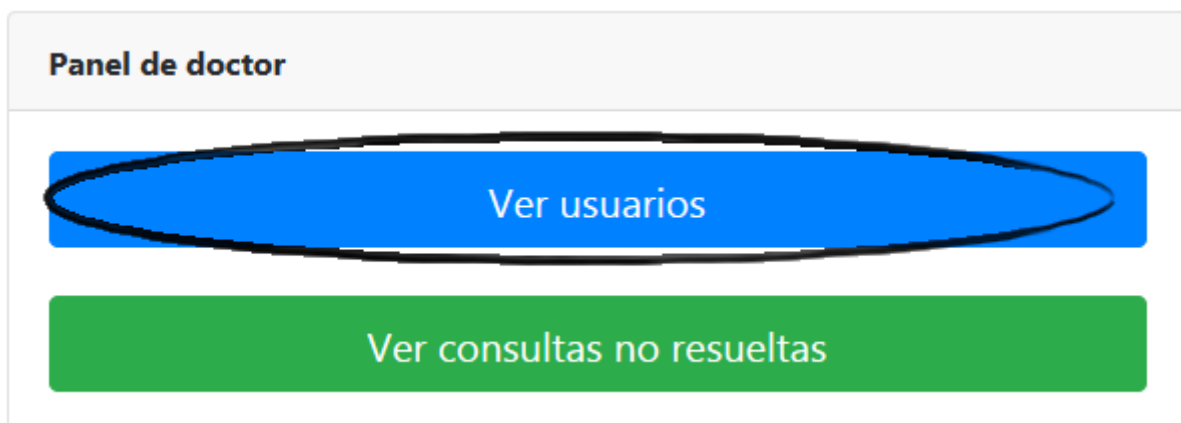 Panel de doctor
Ver usuarios
Ver consultas no resueltas